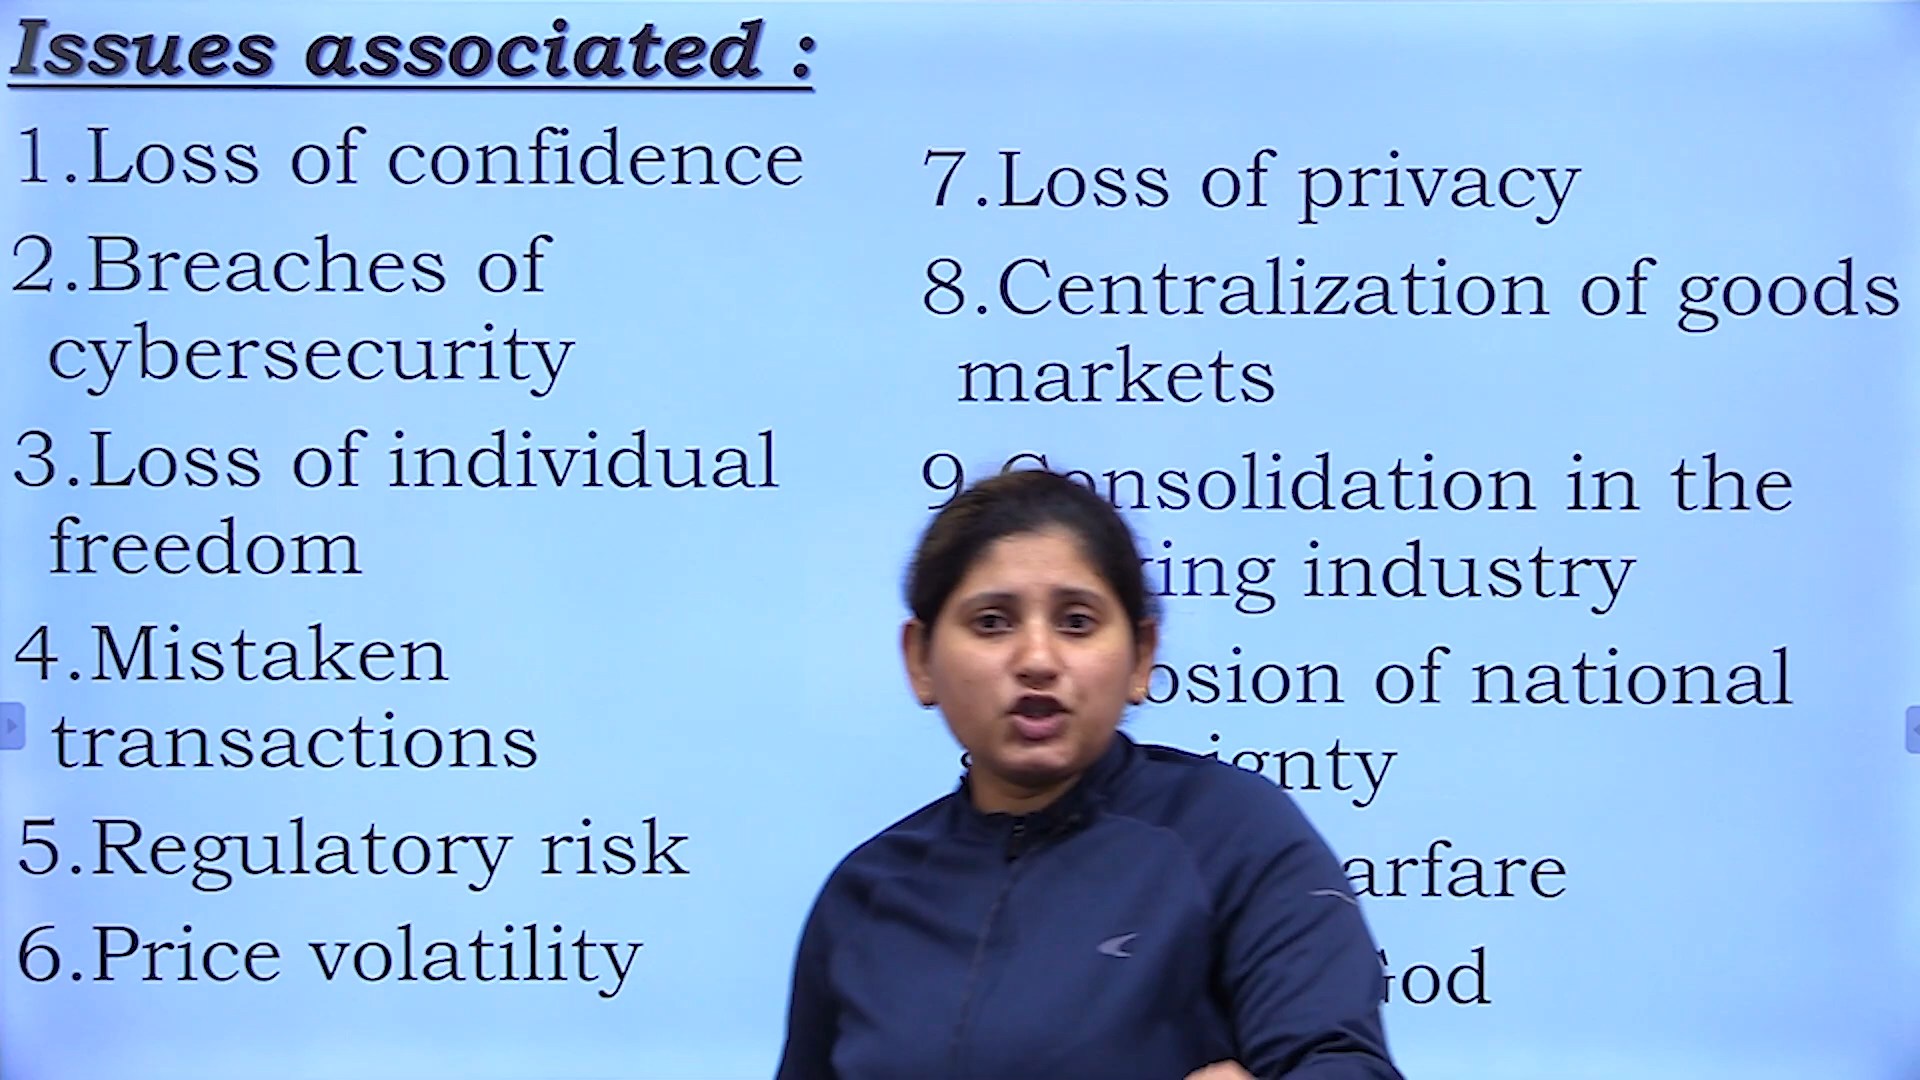 Issues associated :
1.Loss of confidence
2.Breaches of
cybersecurity
3.Loss of individual
freedom
4.Mistaken
transactions
5.Regulatory risk
6.Price volatility
7.Loss of privacy
8.Centralization of goods
markets
9.Consolidation in the
industry
of national